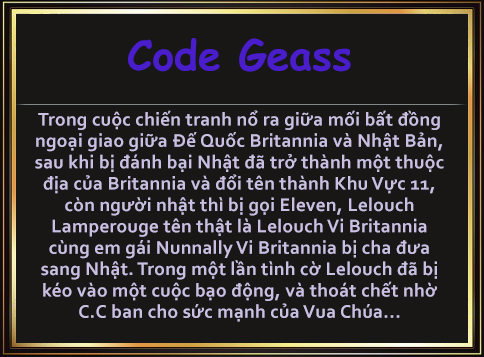 Code Geass
Trong cuộc chiến tranh nổ ra giữa mối bất đồng
ngoại giao giữa Đế Quốc Britannia và Nhật Bản,
sau khi bị đánh bại Nhật đã trở thành một thuộc
địa của Britannia và đổi tên thành Khu Vực 11,
còn người nhật thì bị gọi Eleven, Lelouch
Lamperouge tên thật là Lelouch Vi Britannia
cùng em gái Nunnally Vi Britannia bị cha đưa
sang Nhật. Trong một lần tình cờ Lelouch đã bị
kéo vào một cuộc bạo động, và thoát chết nhờ
C.C ban cho sức mạnh của Vua Chúa...